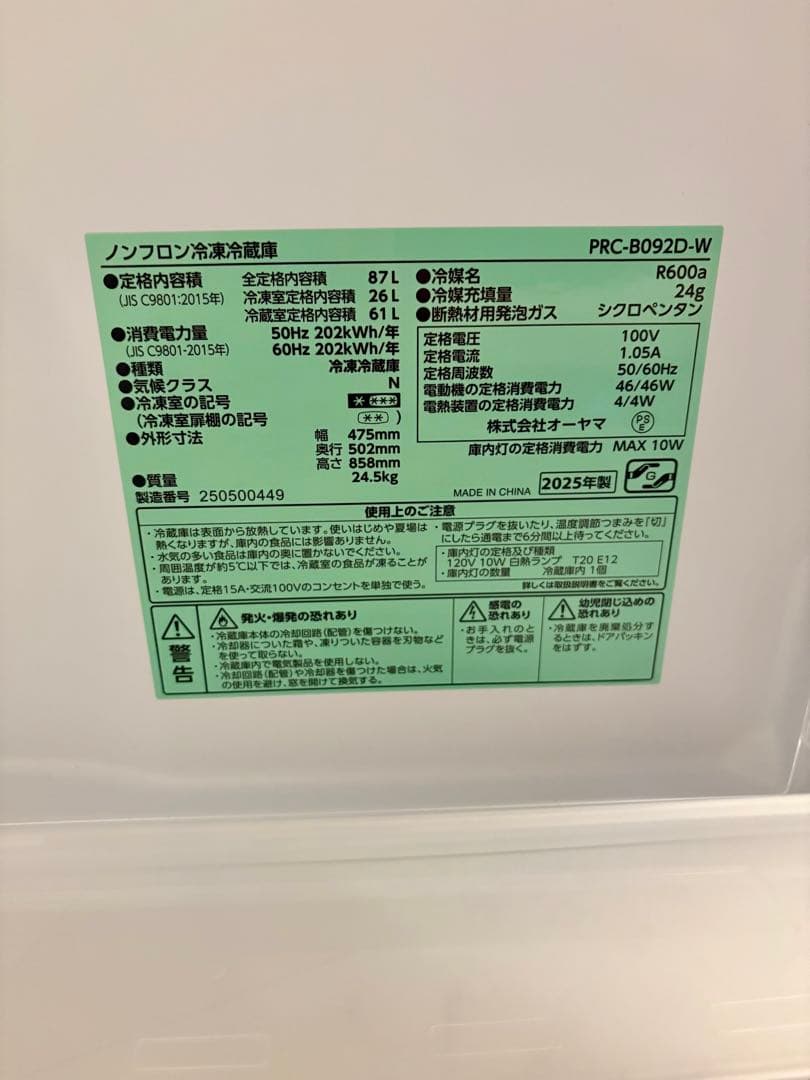 ノンフロン冷凍冷蔵庫
PRC-B092D-W
●定格内容積 全定格内容積 87L
(JIS C9801:2015年) 冷凍室定格内容積 26L
冷蔵室定格内容積 61L
●消費電力量 50Hz 202kWh/年
(JIS C9801-2015年) 60Hz 202kWh/年
●種類 冷凍冷蔵庫
●気候クラス N
●冷凍室の記号 * ***
(冷凍室扉棚の記号 ** )
●外形寸法 幅 475mm
奥行 502mm
高さ 858mm
●質量 24.5kg
製造番号 250500449
●冷媒名 R600a
●冷媒充填量 24g
●断熱材用発泡ガス シクロペンタン
定格電圧 100V
定格電流 1.05A
定格周波数 50/60Hz
電動機の定格消費電力 46/46W
電熱装置の定格消費電力 4/4W
株式会社オーヤマ PSE
庫内灯の定格消費電力 MAX 10W
MADE IN CHINA 2025年製 G
使用上のご注意
・冷蔵庫は表面から放熱しています。使いはじめや夏場は
熱くなりますが、庫内の食品には影響ありません。
・水気の多い食品は庫内の奥に置かないでください。
・周囲温度が約5℃以下では、冷蔵室の食品が凍ることが
あります。
・電源は、定格15A・交流100Vのコンセントを単独で使う。
・電源プラグを抜いたり、温度調節つまみを「切」
にしたら通電まで6分間以上待ってください。
・庫内灯の定格及び種類
120V 10W 白熱ランプ T20 E12
・庫内灯の数量 冷蔵庫内 1個
詳しくは取扱説明書をご覧ください。
警告
発火・爆発の恐れあり
・冷蔵庫本体の冷却回路(配管)を傷つけない。
・冷却器についた霜や、凍りついた容器を刃物など
を使って取らない。
・冷蔵庫内で電気製品を使用しない。
・冷却回路(配管)や冷却器を傷つけた場合は、火気
の使用を避け、窓を開けて換気する。
感電の
恐れあり
・お手入れのとき
は、必ず電源
プラグを抜く。
幼児閉じ込めの
恐れあり
・冷蔵庫を廃棄処分す
るときは、ドアパッキン
をはずす。